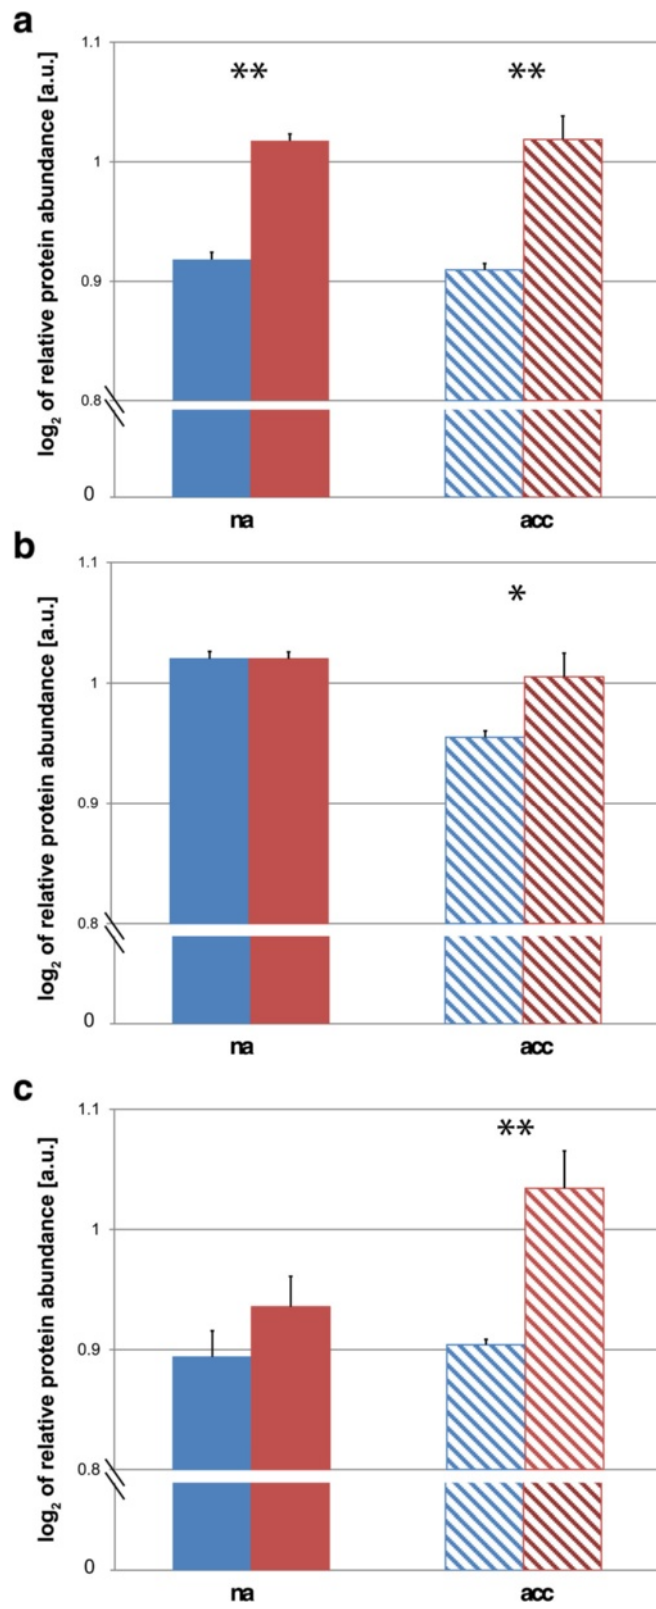 a
log₂ of relative protein abundance [a.u.]
1.1
** **
1
0.9
0.8
0
na acc
b
log₂ of relative protein abundance [a.u.]
1.1
*
1
0.9
0.8
0
na acc
c
log₂ of relative protein abundance [a.u.]
1.1
**
1
0.9
0.8
0
na acc